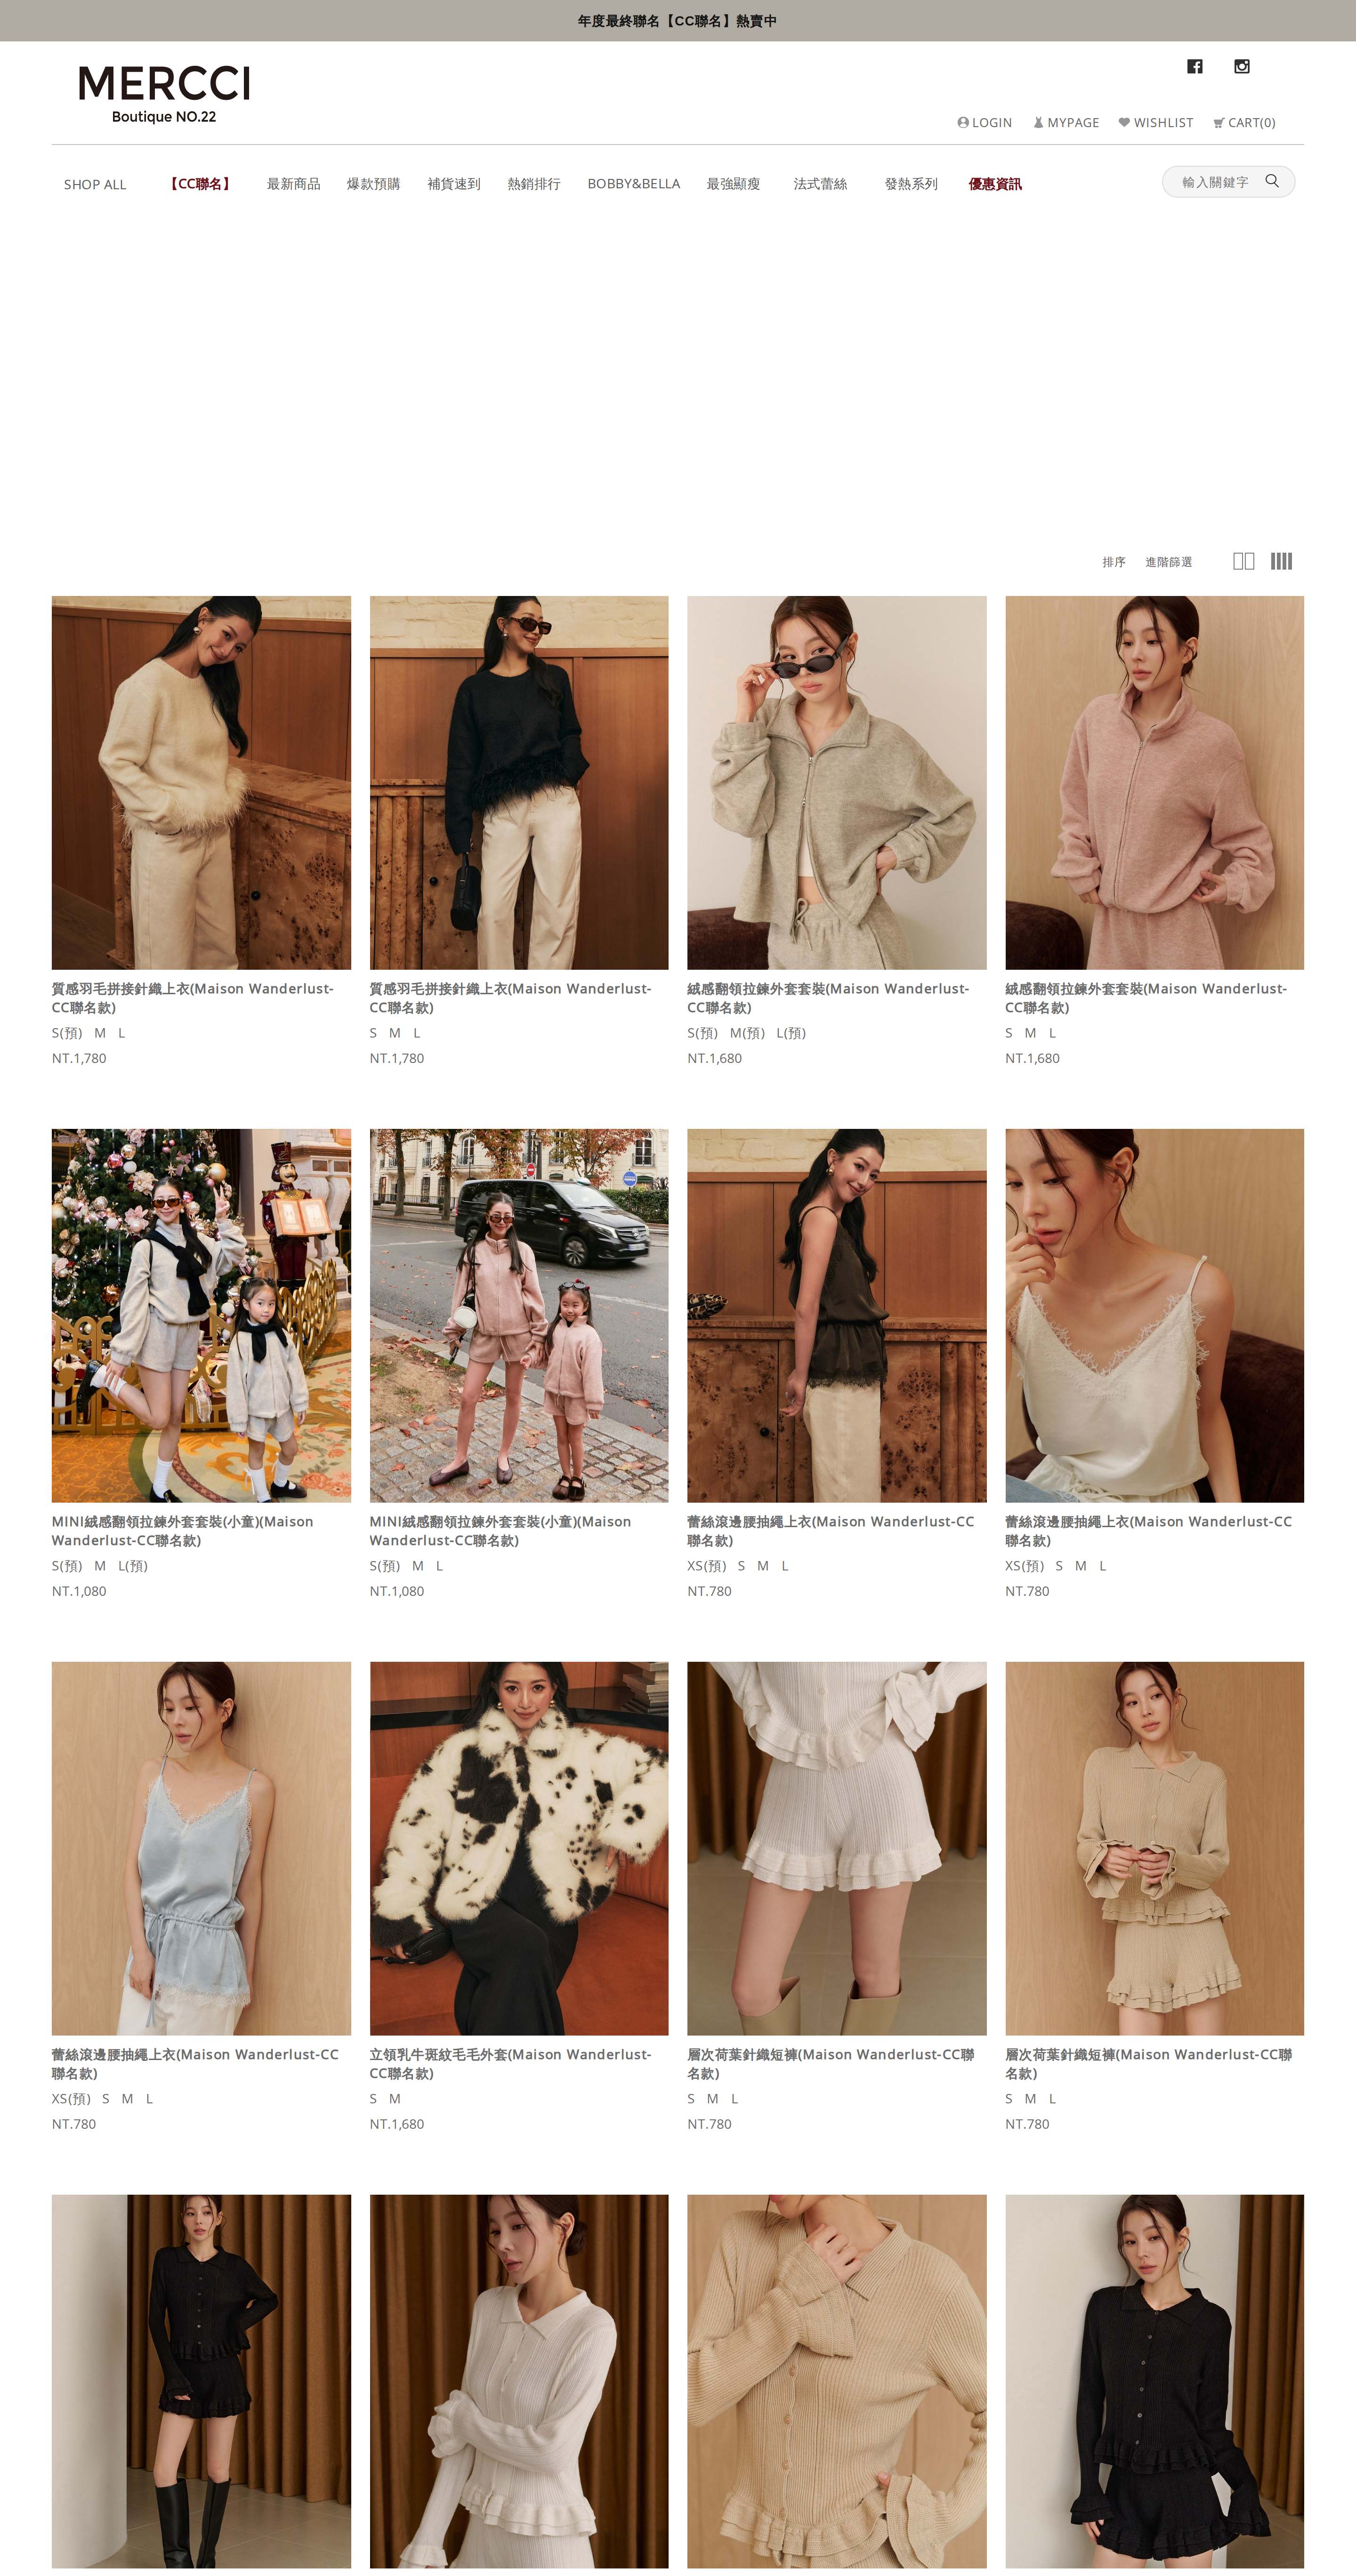 年度最終聯名【CC聯名】熱賣中
MERCCI
Boutique NO.22
LOGIN MYPAGE WISHLIST CART(0)
SHOP ALL 【CC聯名】 最新商品 爆款預購 補貨速到 熱銷排行 BOBBY&BELLA 最強顯瘦 法式蕾絲 發熱系列 優惠資訊 輸入關鍵字
排序 進階篩選
質感羽毛拼接針織上衣(Maison Wanderlust-
CC聯名款)
S(預) M L
NT.1,780
質感羽毛拼接針織上衣(Maison Wanderlust-
CC聯名款)
S M L
NT.1,780
絨感翻領拉鍊外套套裝(Maison Wanderlust-
CC聯名款)
S(預) M(預) L(預)
NT.1,680
絨感翻領拉鍊外套套裝(Maison Wanderlust-
CC聯名款)
S M L
NT.1,680
MINI絨感翻領拉鍊外套套裝(小童)(Maison
Wanderlust-CC聯名款)
S(預) M L(預)
NT.1,080
MINI絨感翻領拉鍊外套套裝(小童)(Maison
Wanderlust-CC聯名款)
S(預) M L
NT.1,080
蕾絲滾邊腰抽繩上衣(Maison Wanderlust-CC
聯名款)
XS(預) S M L
NT.780
蕾絲滾邊腰抽繩上衣(Maison Wanderlust-CC
聯名款)
XS(預) S M L
NT.780
蕾絲滾邊腰抽繩上衣(Maison Wanderlust-CC
聯名款)
XS(預) S M L
NT.780
立領乳牛斑紋毛毛外套(Maison Wanderlust-
CC聯名款)
S M
NT.1,680
層次荷葉針織短褲(Maison Wanderlust-CC聯
名款)
S M L
NT.780
層次荷葉針織短褲(Maison Wanderlust-CC聯
名款)
S M L
NT.780